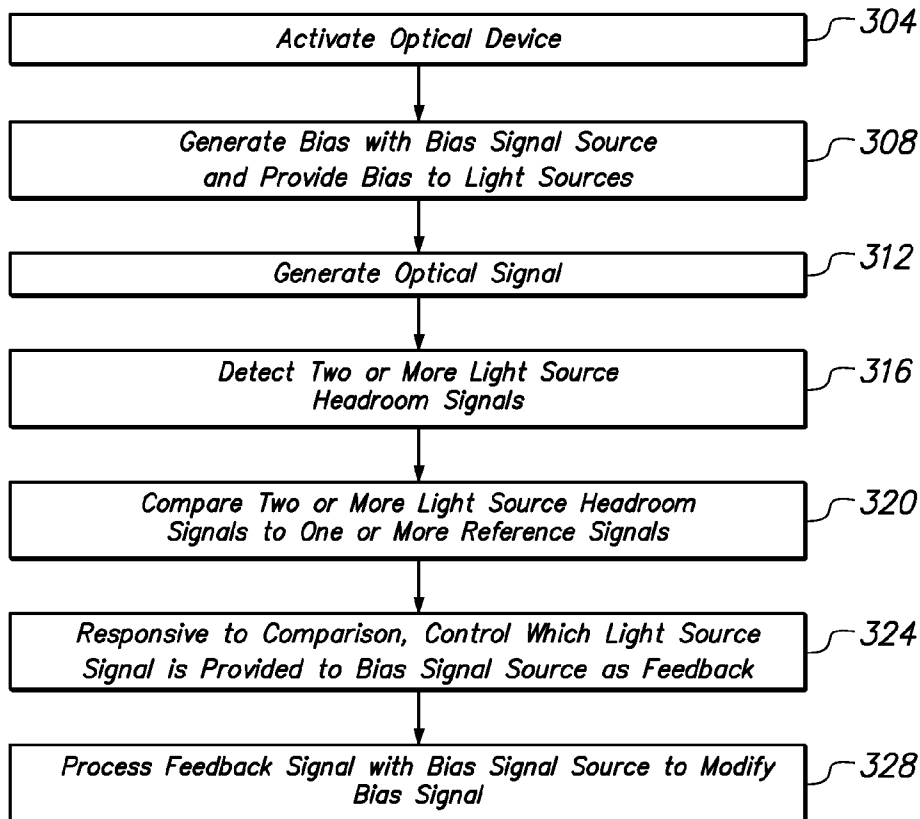 Activate Optical Device
304
Generate Bias with Bias Signal Source
and Provide Bias to Light Sources
308
Generate Optical Signal
312
Detect Two or More Light Source
Headroom Signals
316
Compare Two or More Light Source Headroom
Signals to One or More Reference Signals
320
Responsive to Comparison, Control Which Light Source
Signal is Provided to Bias Signal Source as Feedback
324
Process Feedback Signal with Bias Signal Source to Modify
Bias Signal
328